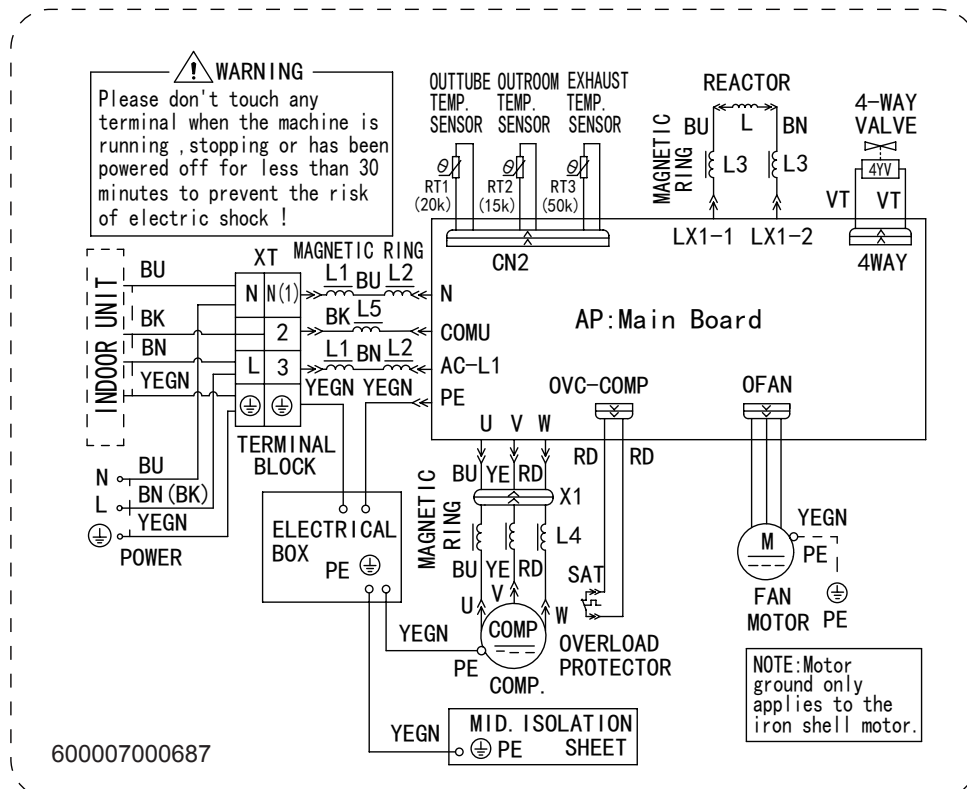 WARNING
Please don't touch any
terminal when the machine is
running ,stopping or has been
powered off for less than 30
minutes to prevent the risk
of electric shock !
OUTTUBE OUTROOM EXHAUST
TEMP. TEMP. TEMP.
SENSOR SENSOR SENSOR
θ θ θ
RT1 RT2 RT3
(20k) (15k) (50k)
CN2
REACTOR
BU L BN
MAGNETIC
RING
L3 L3
LX1-1 LX1-2
4-WAY
VALVE
4YV
VT VT
4WAY
AP:Main Board
INDOOR UNIT
BU
BK
BN
YEGN
XT
N N(1)
2
L 3
TERMINAL
BLOCK
MAGNETIC RING
L1 BU L2
N
BK L5
COMU
L1 BN L2
AC-L1
YEGN YEGN
PE
N BU
L BN(BK)
YEGN
POWER
ELECTRICAL
BOX
PE
U V W
BU YE RD
X1
MAGNETIC
RING
L4
BU YE RD
U V W
COMP
PE
COMP.
YEGN
OVC-COMP
RD RD
SAT
OVERLOAD
PROTECTOR
OFAN
M
YEGN
PE
FAN
MOTOR PE
YEGN
MID. ISOLATION
PE SHEET
NOTE:Motor
ground only
applies to the
iron shell motor.
600007000687